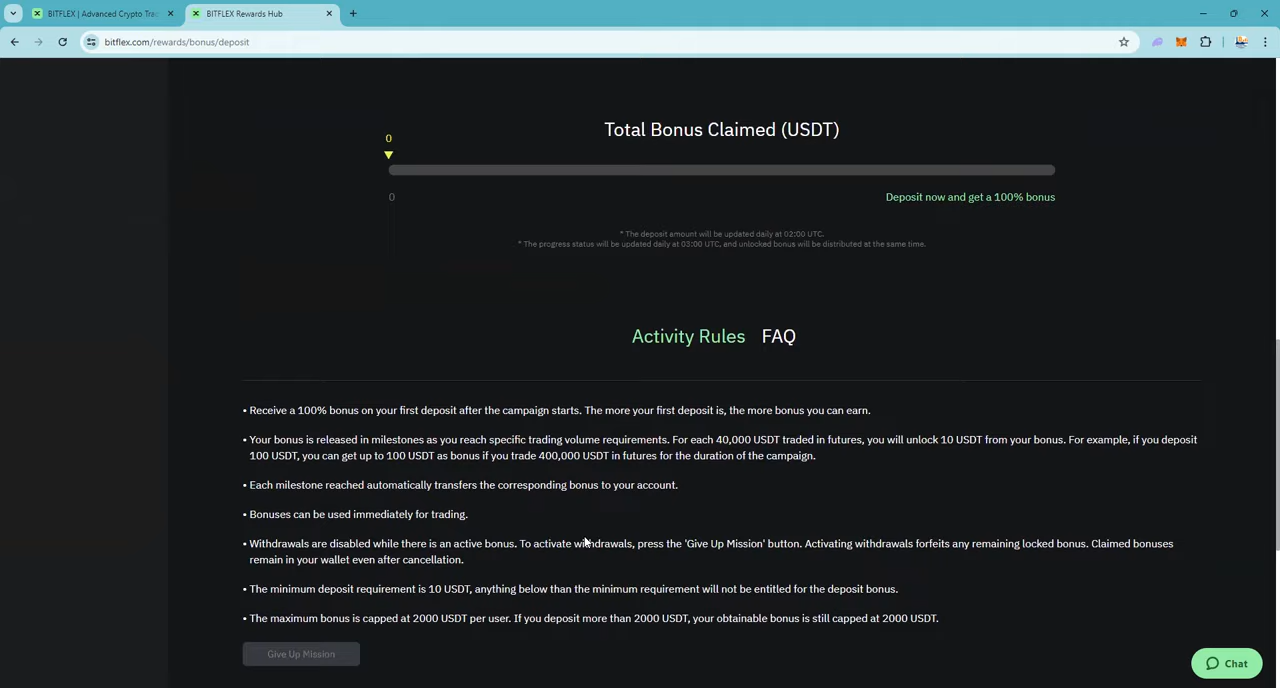 BITFLEX | Advanced Crypto Tra
BITFLEX Rewards Hub
bitflex.com/rewards/bonus/deposit
Total Bonus Claimed (USDT)
0
0
Deposit now and get a 100% bonus
* The deposit amount will be updated daily at 02:00 UTC.
* The progress status will be updated daily at 03:00 UTC, and unlocked bonus will be distributed at the same time.
Activity Rules FAQ
• Receive a 100% bonus on your first deposit after the campaign starts. The more your first deposit is, the more bonus you can earn.
• Your bonus is released in milestones as you reach specific trading volume requirements. For each 40,000 USDT traded in futures, you will unlock 10 USDT from your bonus. For example, if you deposit
100 USDT, you can get up to 100 USDT as bonus if you trade 400,000 USDT in futures for the duration of the campaign.
• Each milestone reached automatically transfers the corresponding bonus to your account.
• Bonuses can be used immediately for trading.
• Withdrawals are disabled while there is an active bonus. To activate withdrawals, press the 'Give Up Mission' button. Activating withdrawals forfeits any remaining locked bonus. Claimed bonuses
remain in your wallet even after cancellation.
• The minimum deposit requirement is 10 USDT, anything below than the minimum requirement will not be entitled for the deposit bonus.
• The maximum bonus is capped at 2000 USDT per user. If you deposit more than 2000 USDT, your obtainable bonus is still capped at 2000 USDT.
Give Up Mission
Chat